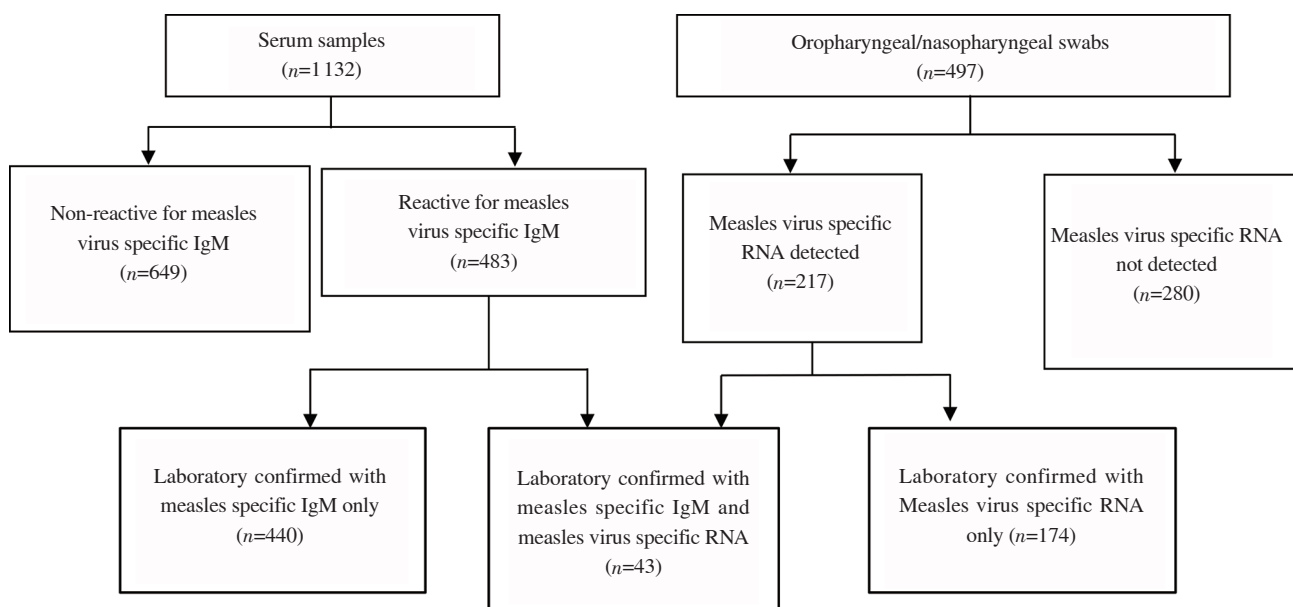 Serum samples
(n=1132)
Oropharyngeal/nasopharyngeal swabs
(n=497)
Non-reactive for measles
virus specific IgM
(n=649)
Reactive for measles
virus specific IgM
(n=483)
Measles virus specific
RNA detected
(n=217)
Measles virus specific RNA
not detected
(n=280)
Laboratory confirmed with
measles specific IgM only
(n=440)
Laboratory confirmed with
measles specific IgM and
measles virus specific RNA
(n=43)
Laboratory confirmed with
Measles virus specific RNA
only (n=174)